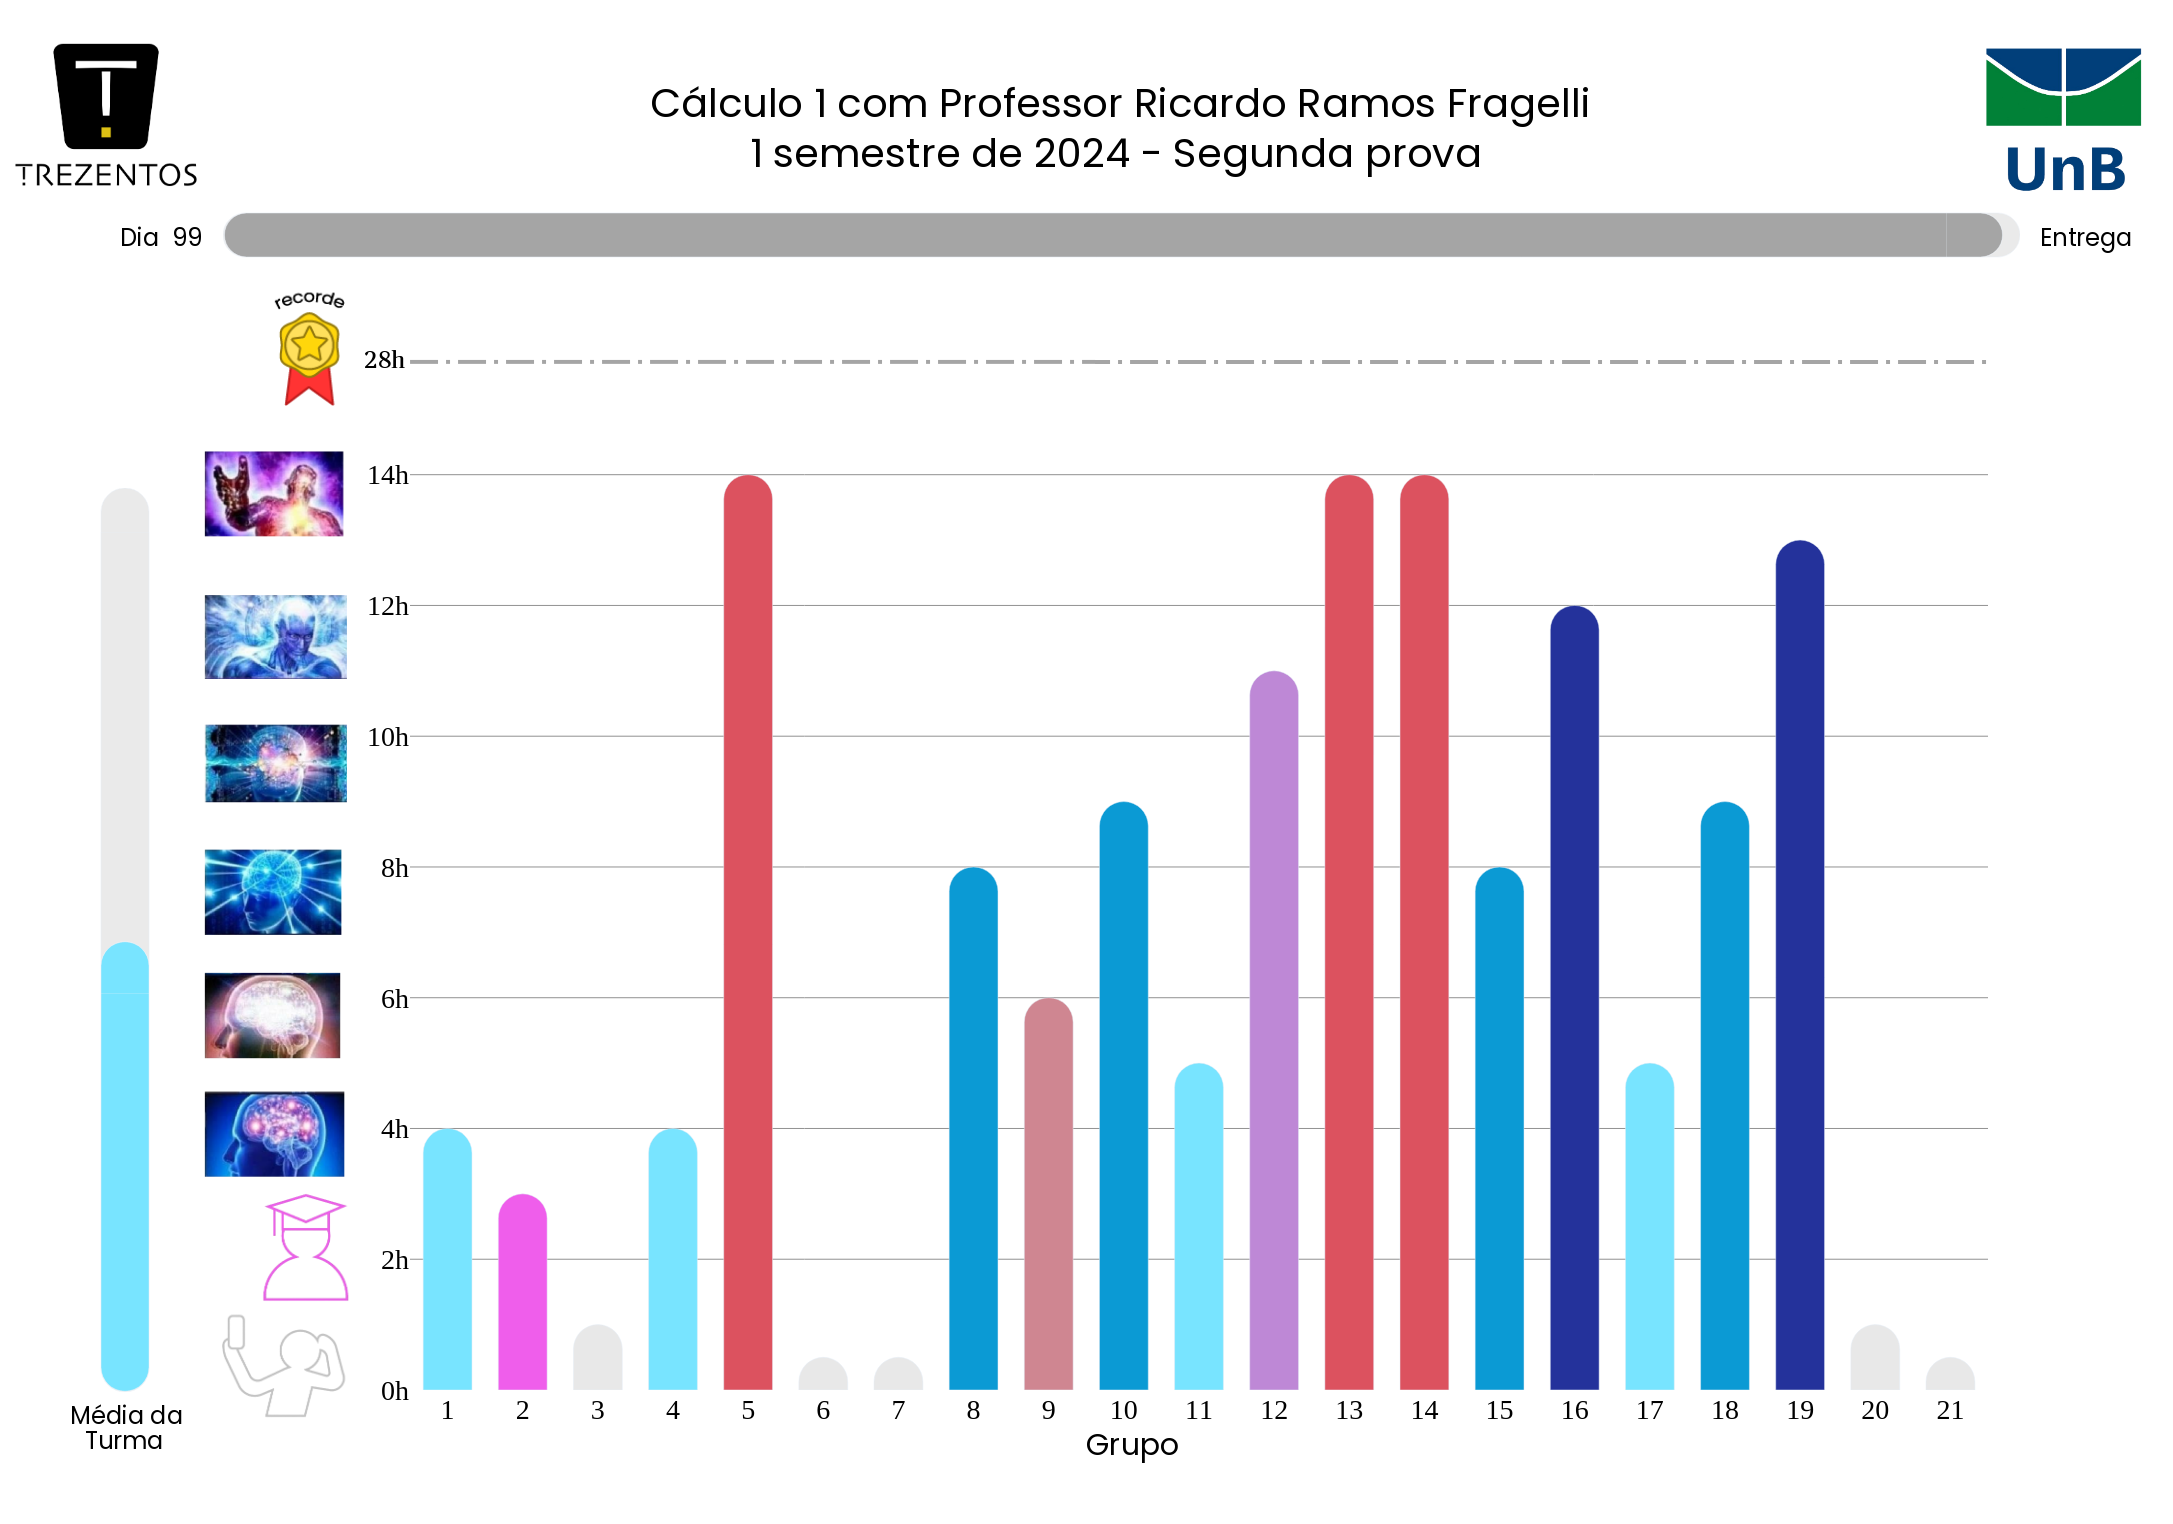 TREZENTOS
Cálculo 1 com Professor Ricardo Ramos Fragelli
1 semestre de 2024 - Segunda prova
UnB
Dia 99
Entrega
recorde
28h
14h
12h
10h
8h
6h
4h
2h
0h
1 2 3 4 5 6 7 8 9 10 11 12 13 14 15 16 17 18 19 20 21
Grupo
Média da
Turma